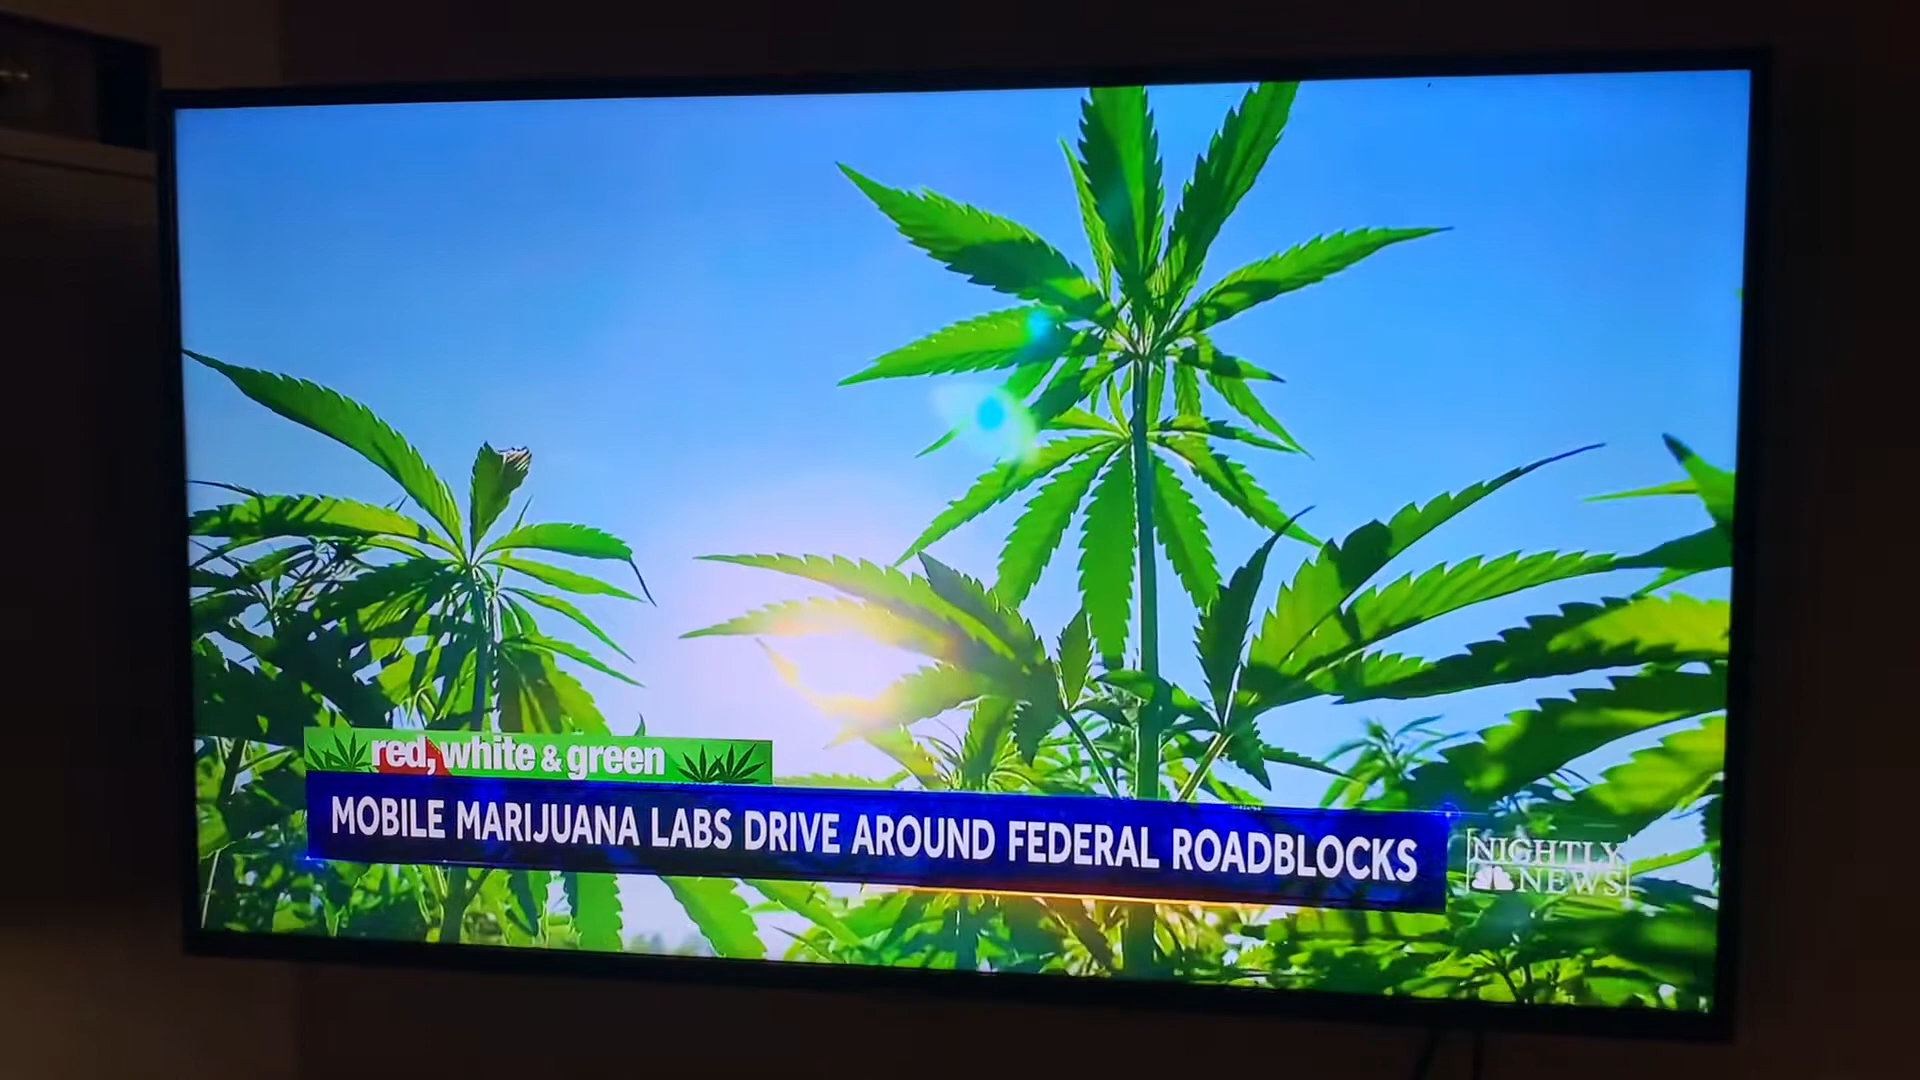 red, white & green
MOBILE MARIJUANA LABS DRIVE AROUND FEDERAL ROADBLOCKS
NIGHTLY
NEWS